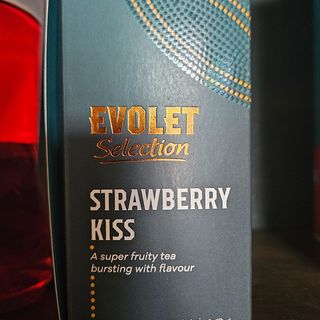 EVOLET
Selection
STRAWBERRY
KISS
A super fruity tea
bursting with flavour